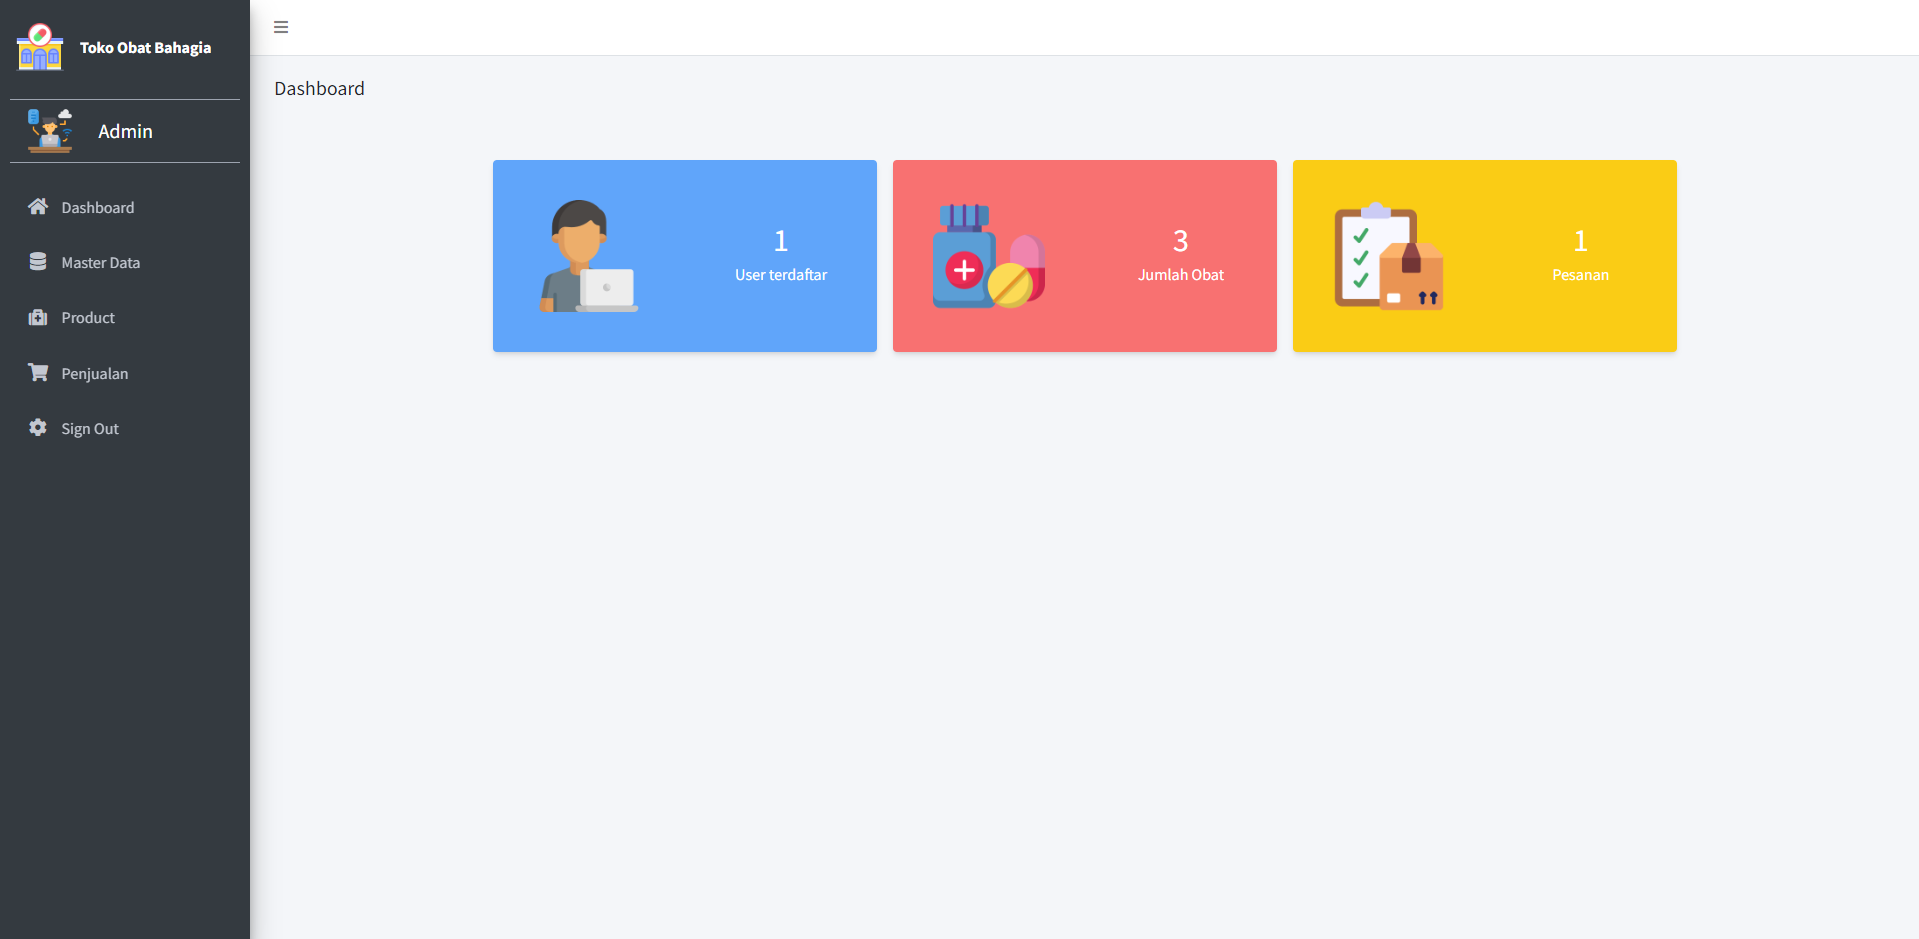 Toko Obat Bahagia
Admin
Dashboard
Master Data
Product
Penjualan
Sign Out
Dashboard
1
User terdaftar
3
Jumlah Obat
1
Pesanan